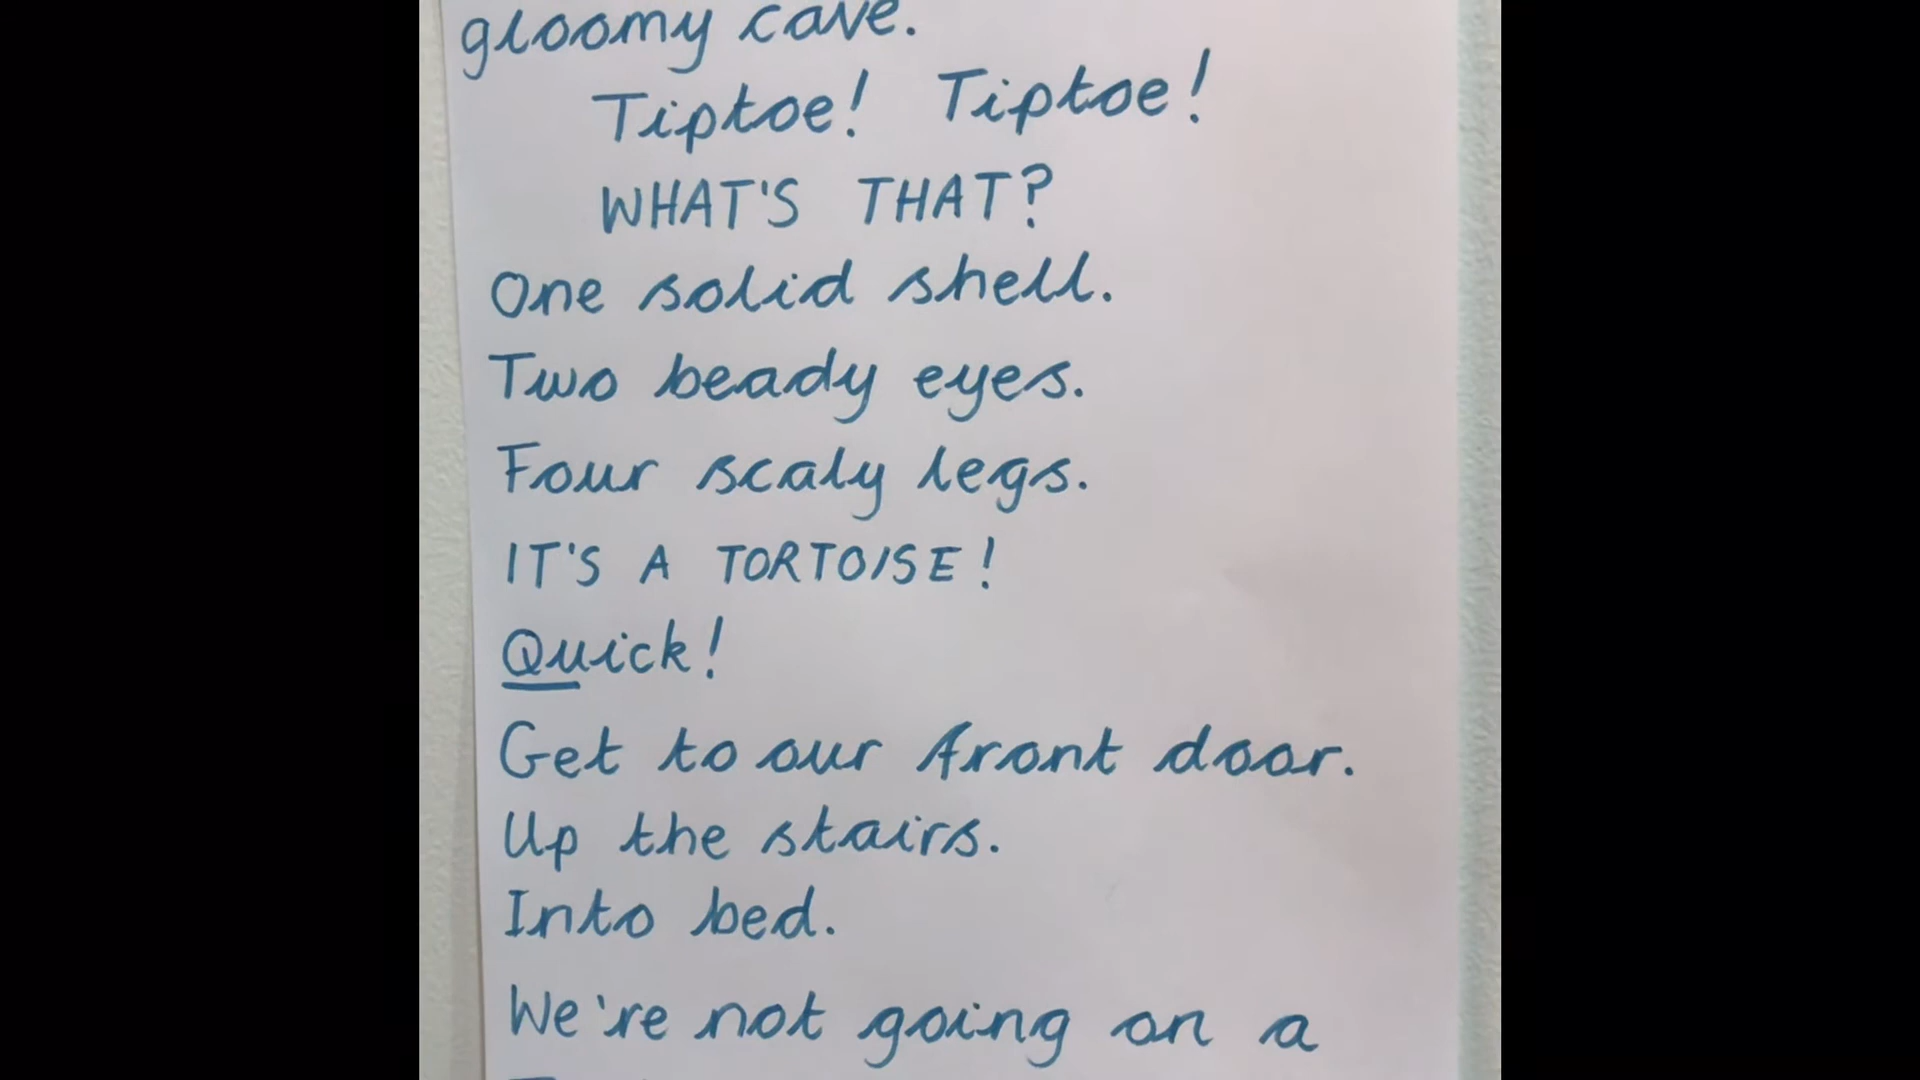 gloomy cave.
Tiptoe! Tiptoe!
WHAT'S THAT?
One solid shell.
Two beady eyes.
Four scaly legs.
IT'S A TORTOISE!
Quick!
Get to our front door.
Up the stairs.
Into bed.
We're not going on a